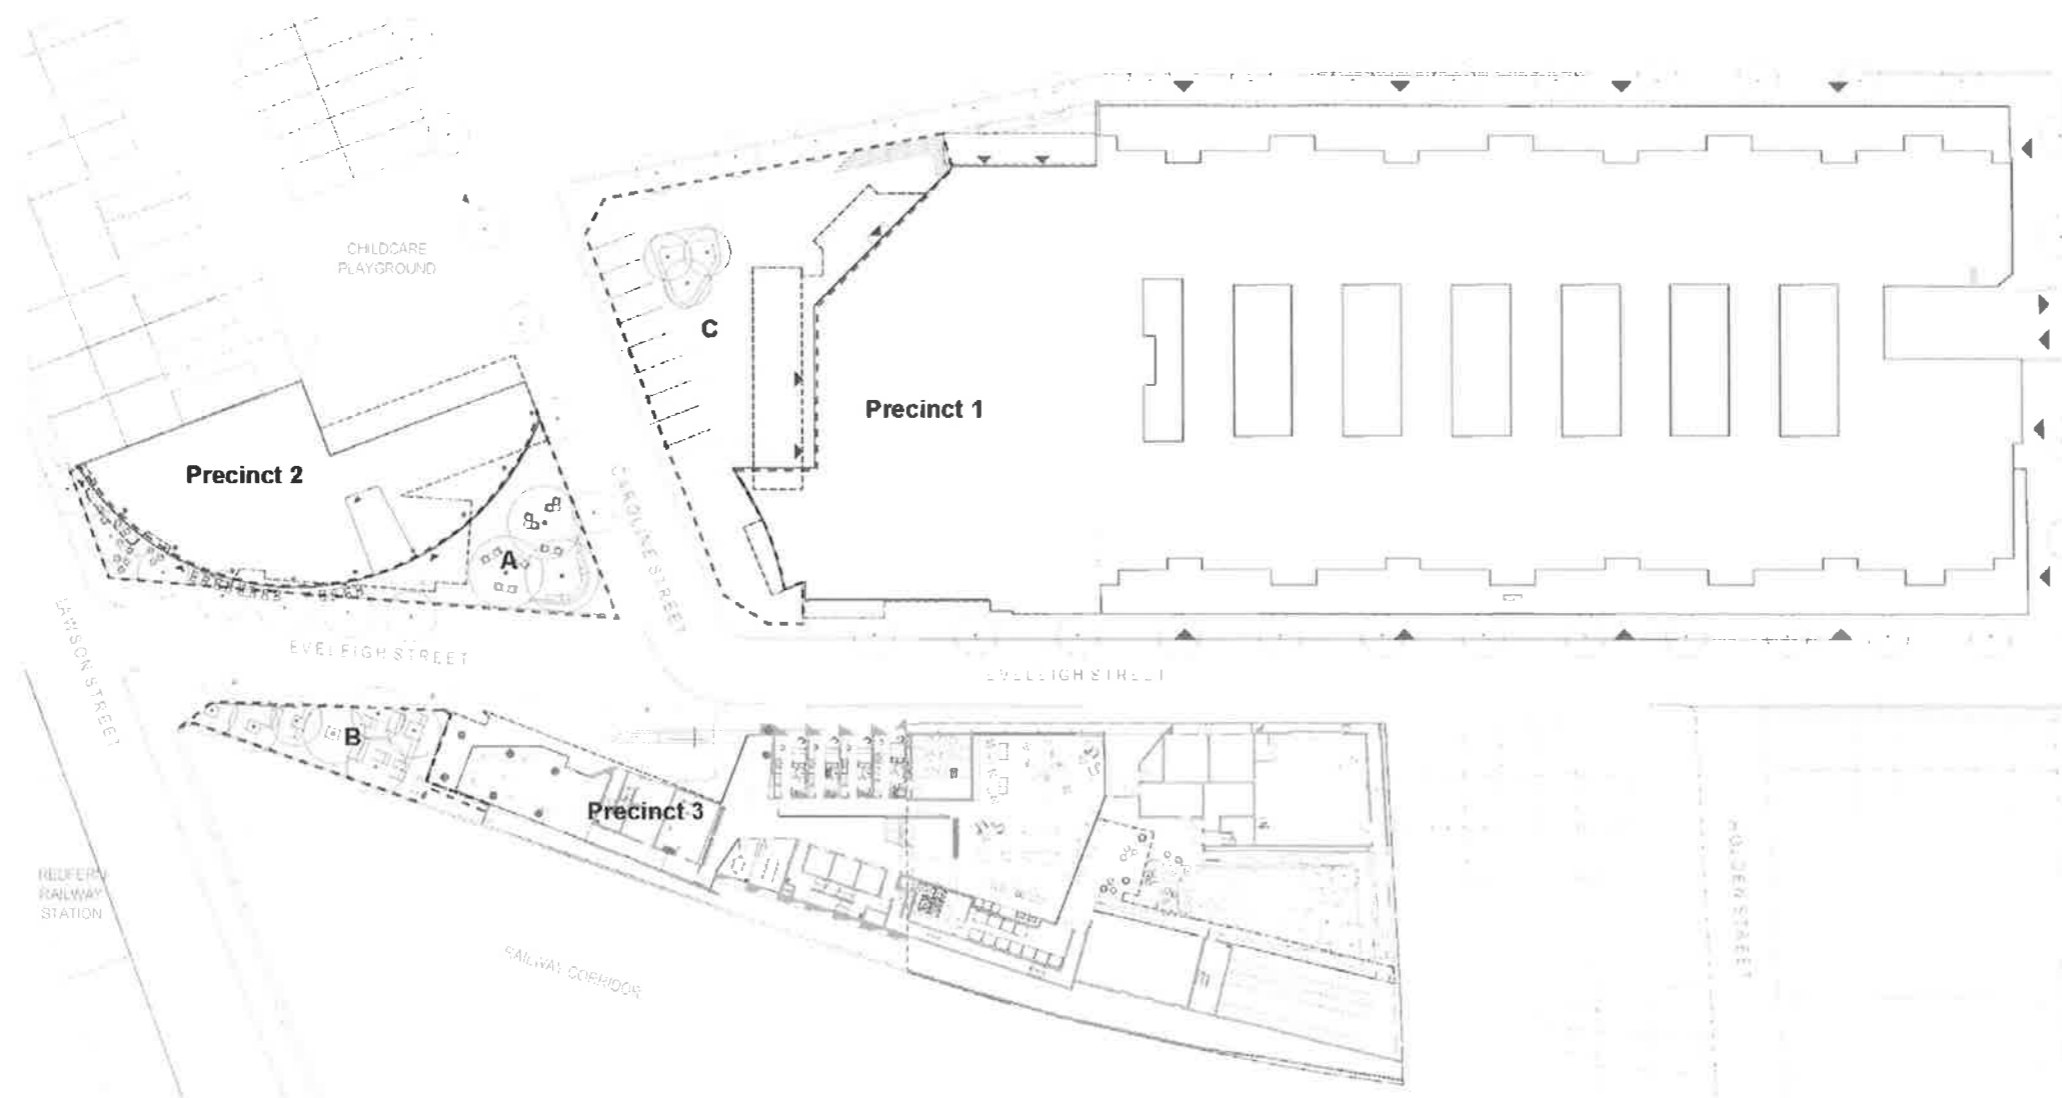 CHILDCARE
PLAYGROUND
C
Precinct 1
Precinct 2
A
CAROLINE STREET
LAWSON STREET
EVELEIGH STREET
EVELEIGH STREET
B
Precinct 3
REDFERN
RAILWAY
STATION
RAILWAY CORRIDOR
HOLDEN STREET